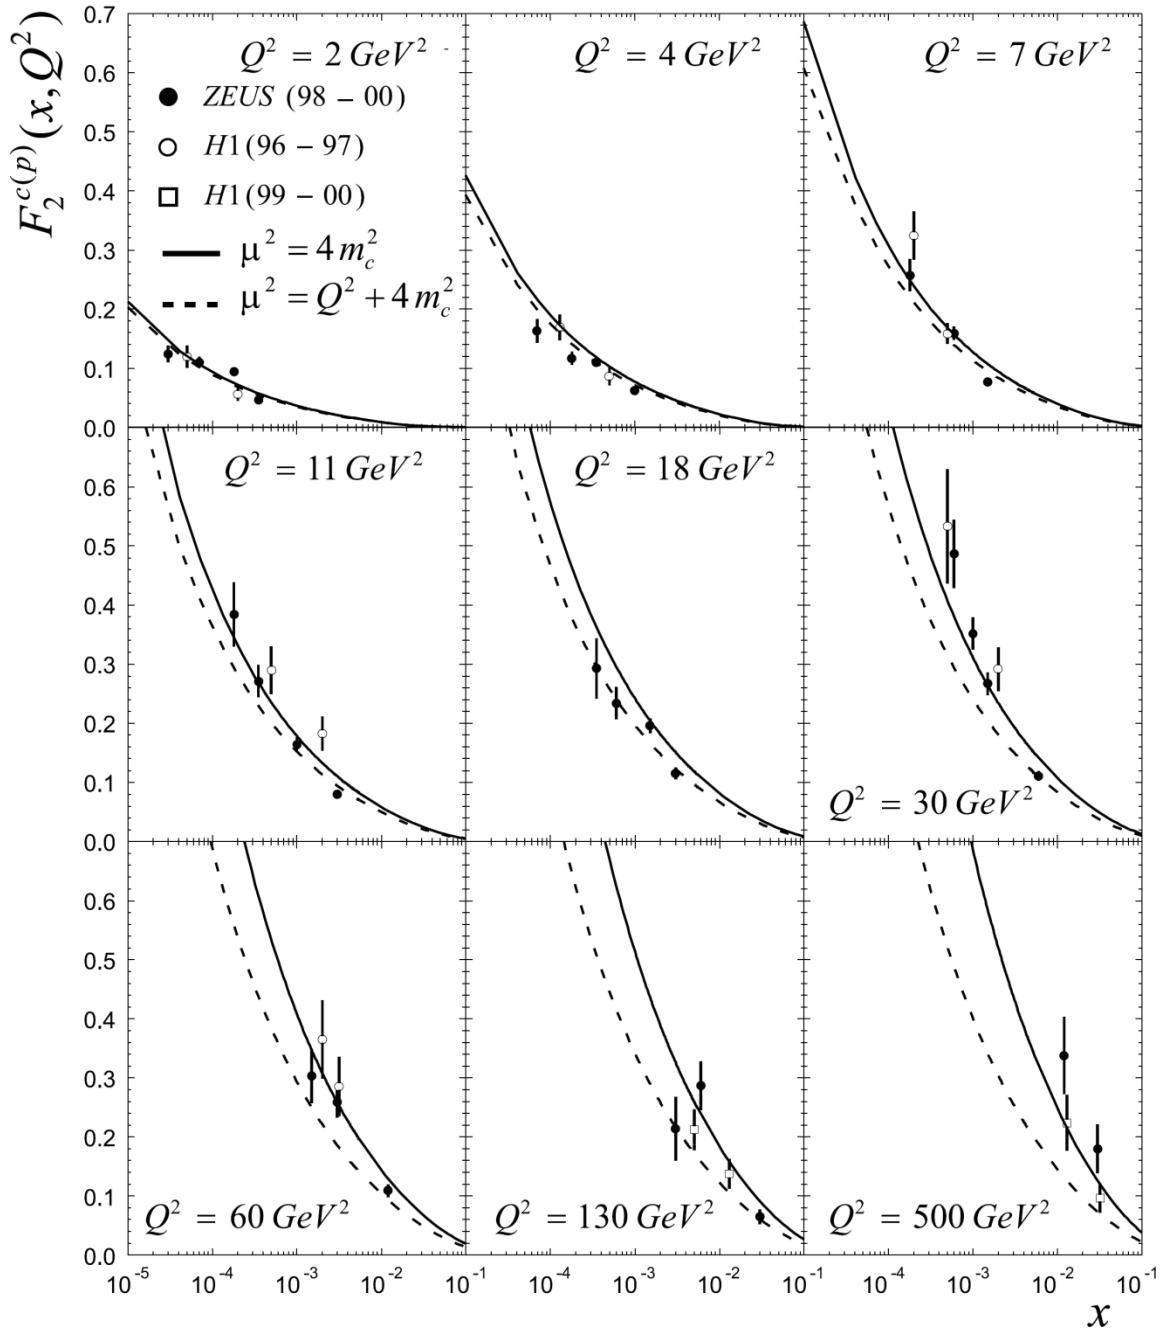 F₂^{c(p)}(x, Q²)
0.7
0.6
0.5
0.4
0.3
0.2
0.1
0.0
Q² = 2 GeV²
ZEUS (98 – 00)
H1(96 – 97)
H1(99 – 00)
μ² = 4 m_c²
μ² = Q² + 4 m_c²
Q² = 4 GeV²
Q² = 7 GeV²
0.6
0.5
0.4
0.3
0.2
0.1
0.0
Q² = 11 GeV²
Q² = 18 GeV²
Q² = 30 GeV²
0.6
0.5
0.4
0.3
0.2
0.1
0.0
Q² = 60 GeV²
Q² = 130 GeV²
Q² = 500 GeV²
10⁻⁵ 10⁻⁴ 10⁻³ 10⁻² 10⁻¹ 10⁻⁴ 10⁻³ 10⁻² 10⁻¹ 10⁻⁴ 10⁻³ 10⁻² 10⁻¹
x